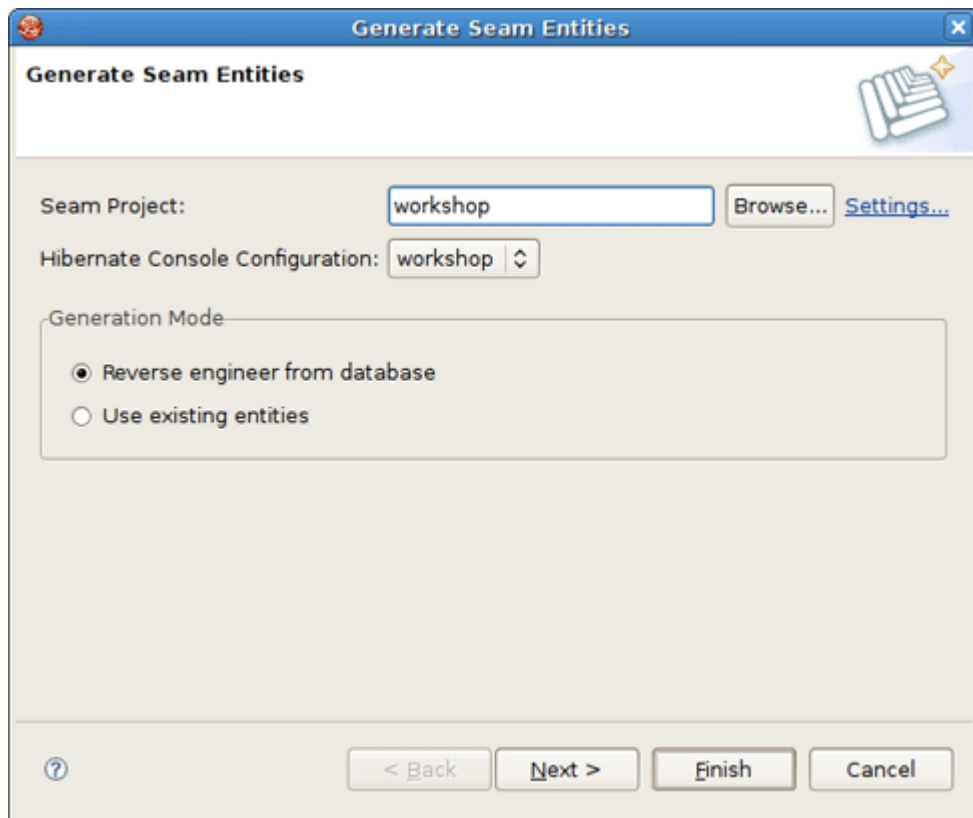 Generate Seam Entities
Generate Seam Entities
Seam Project: workshop Browse... Settings...
Hibernate Console Configuration: workshop
Generation Mode
Reverse engineer from database
Use existing entities
? < Back Next > Finish Cancel